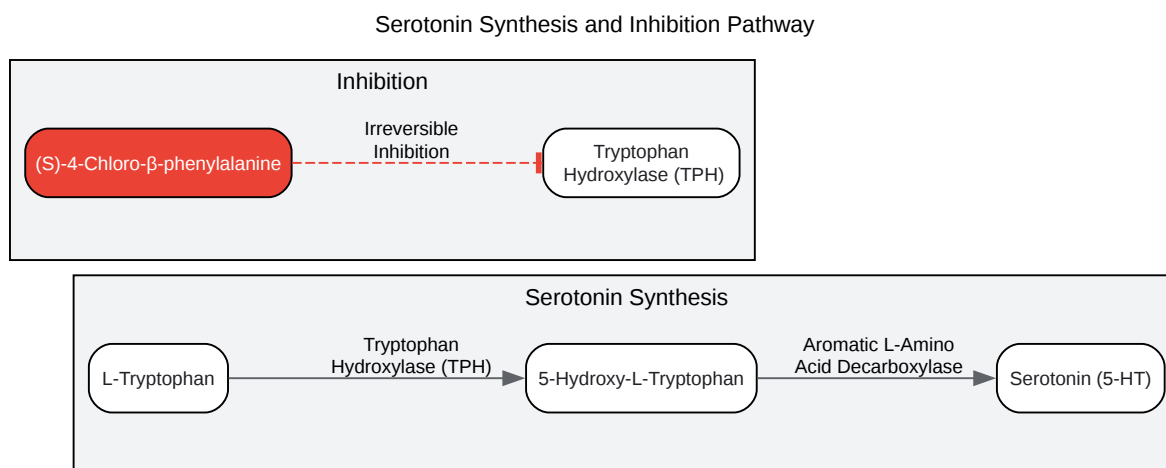 Serotonin Synthesis and Inhibition Pathway
Inhibition
(S)-4-Chloro-β-phenylalanine
Irreversible
Inhibition
Tryptophan
Hydroxylase (TPH)
Serotonin Synthesis
L-Tryptophan
Tryptophan
Hydroxylase (TPH)
5-Hydroxy-L-Tryptophan
Aromatic L-Amino
Acid Decarboxylase
Serotonin (5-HT)